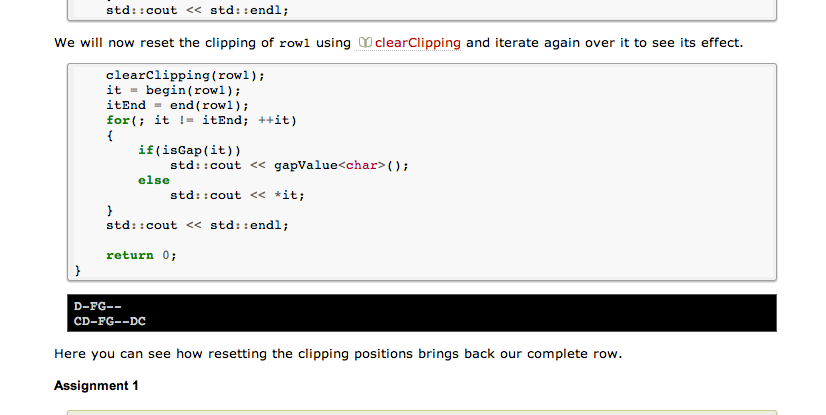 std::cout << std::endl;
We will now reset the clipping of row1 using clearClipping and iterate again over it to see its effect.
clearClipping(row1);
it = begin(row1);
itEnd = end(row1);
for(; it != itEnd; ++it)
{
if(isGap(it))
std::cout << gapValue<char>();
else
std::cout << *it;
}
std::cout << std::endl;
return 0;
}
D-FG--
CD-FG--DC
Here you can see how resetting the clipping positions brings back our complete row.
Assignment 1